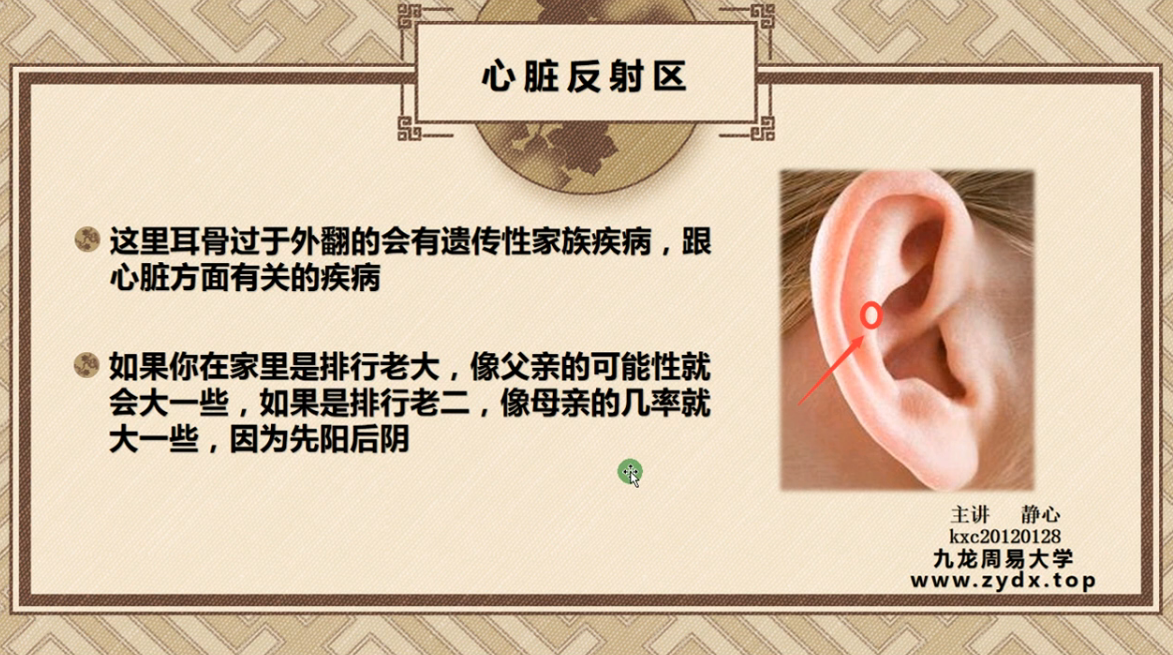 心脏反射区
这里耳骨过于外翻的会有遗传性家族疾病，跟
心脏方面有关的疾病
如果你在家里是排行老大，像父亲的可能性就
会大一些，如果是排行老二，像母亲的几率就
大一些，因为先阳后阴
主讲 静心
kxc20120128
九龙周易大学
www.zydx.top